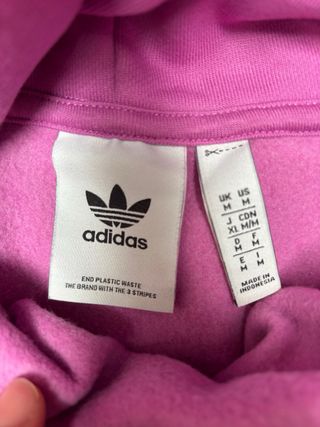 adidas
END PLASTIC WASTE
THE BRAND WITH THE 3 STRIPES
UK US
M M
J CDN
XL M/M
D F
M M
E I
M M
MADE IN
INDONESIA